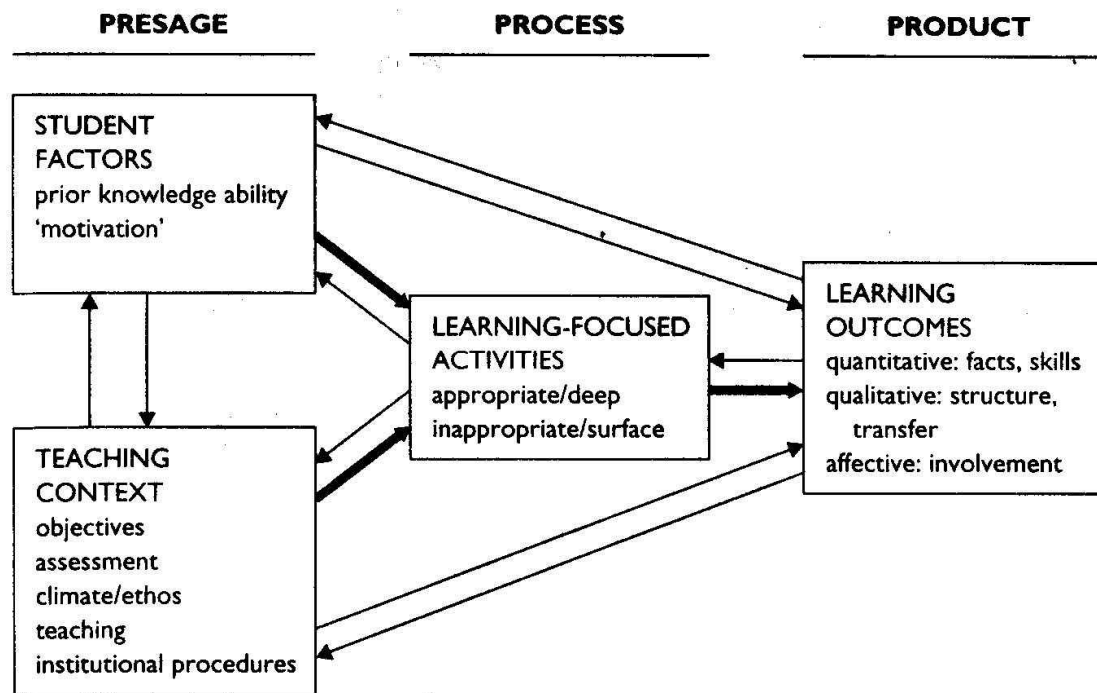 PRESAGE
PROCESS
PRODUCT
STUDENT
FACTORS
prior knowledge ability
‘motivation’
LEARNING-FOCUSED
ACTIVITIES
appropriate/deep
inappropriate/surface
LEARNING
OUTCOMES
quantitative: facts, skills
qualitative: structure,
transfer
affective: involvement
TEACHING
CONTEXT
objectives
assessment
climate/ethos
teaching
institutional procedures